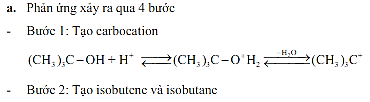 a. Phản ứng xảy ra qua 4 bước
- Bước 1: Tạo carbocation
(CH₃)₃C−OH + H⁺ ⇌ (CH₃)₃C−O⁺H₂ ⇌ −H₂O (CH₃)₃C⁺
- Bước 2: Tạo isobutene và isobutane